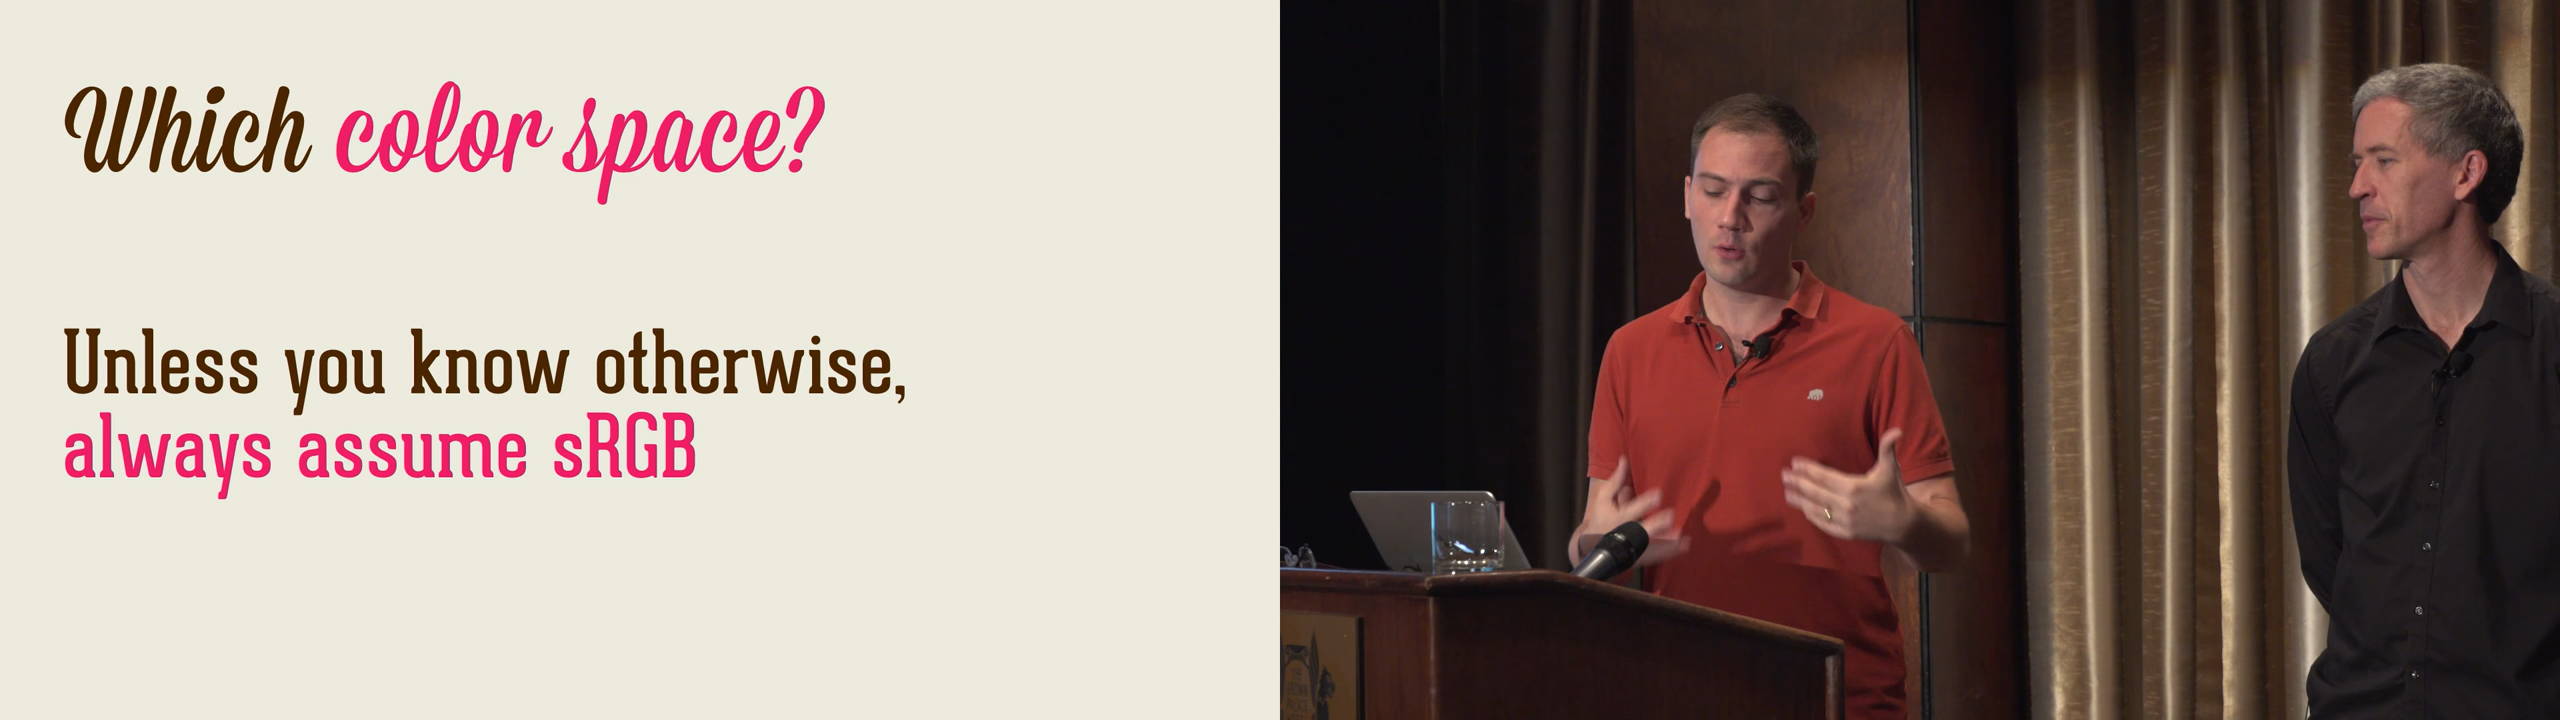 Which color space?
Unless you know otherwise,
always assume sRGB